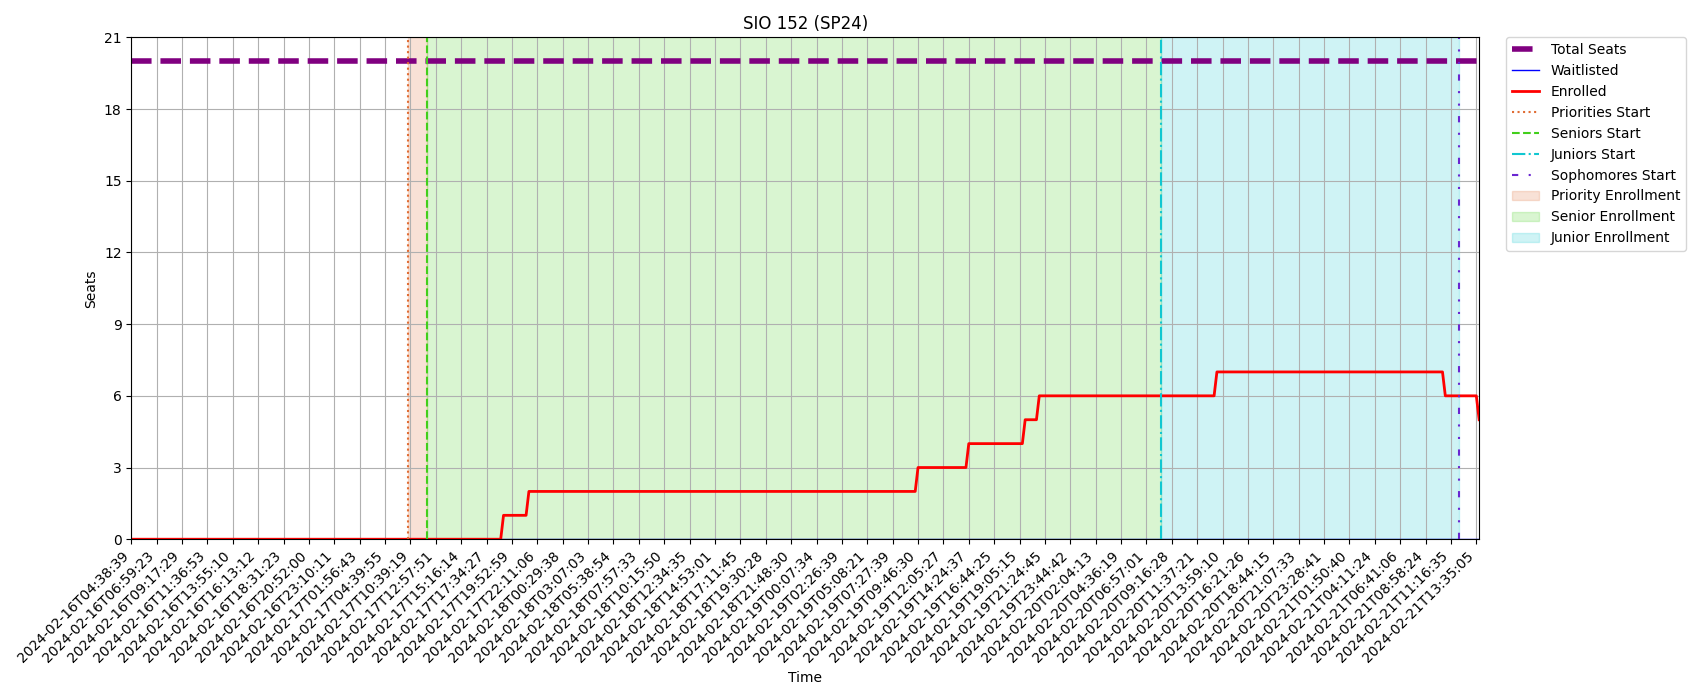 SIO 152 (SP24)
21
18
15
12
9
6
3
0
Seats
2024-02-16T04:38:39
2024-02-16T06:59:23
2024-02-16T09:17:29
2024-02-16T11:36:53
2024-02-16T13:55:10
2024-02-16T16:13:12
2024-02-16T18:31:23
2024-02-16T20:52:00
2024-02-16T23:10:11
2024-02-17T01:56:43
2024-02-17T04:39:55
2024-02-17T10:39:19
2024-02-17T12:57:51
2024-02-17T15:16:14
2024-02-17T17:34:27
2024-02-17T19:52:59
2024-02-17T22:11:06
2024-02-18T00:29:38
2024-02-18T03:07:03
2024-02-18T05:38:54
2024-02-18T07:57:33
2024-02-18T10:15:50
2024-02-18T12:34:35
2024-02-18T14:53:01
2024-02-18T17:11:45
2024-02-18T19:30:28
2024-02-18T21:48:30
2024-02-19T00:07:34
2024-02-19T02:26:39
2024-02-19T05:08:21
2024-02-19T07:27:39
2024-02-19T09:46:30
2024-02-19T12:05:27
2024-02-19T14:24:37
2024-02-19T16:44:25
2024-02-19T19:05:15
2024-02-19T21:24:45
2024-02-19T23:44:42
2024-02-20T02:04:13
2024-02-20T04:36:19
2024-02-20T06:57:01
2024-02-20T09:16:28
2024-02-20T11:37:21
2024-02-20T13:59:10
2024-02-20T16:21:26
2024-02-20T18:44:15
2024-02-20T21:07:33
2024-02-20T23:28:41
2024-02-21T01:50:40
2024-02-21T04:11:24
2024-02-21T06:41:06
2024-02-21T08:58:24
2024-02-21T11:16:35
2024-02-21T13:35:05
Time
Total Seats
Waitlisted
Enrolled
Priorities Start
Seniors Start
Juniors Start
Sophomores Start
Priority Enrollment
Senior Enrollment
Junior Enrollment